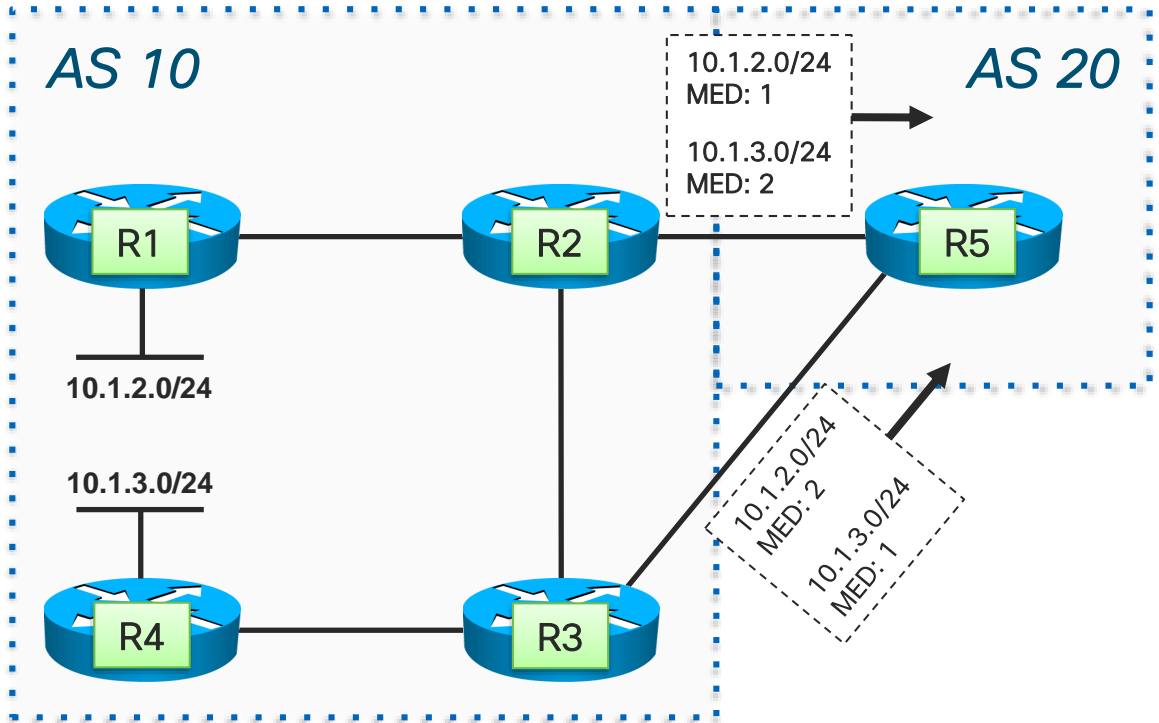 AS 10
AS 20
10.1.2.0/24
MED: 1
10.1.3.0/24
MED: 2
R1
R2
R5
10.1.2.0/24
10.1.3.0/24
10.1.2.0/24
MED: 2
10.1.3.0/24
MED: 1
R4
R3